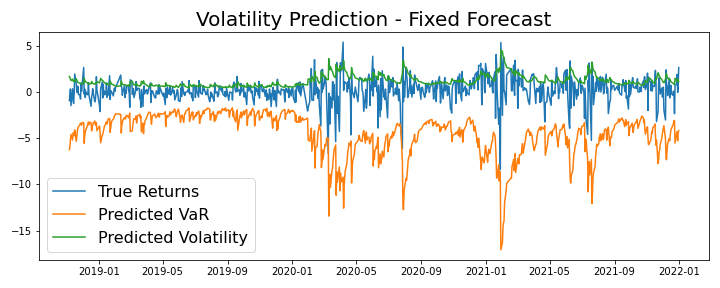 Volatility Prediction - Fixed Forecast
5
0
−5
−10
−15
True Returns
Predicted VaR
Predicted Volatility
2019-01 2019-05 2019-09 2020-01 2020-05 2020-09 2021-01 2021-05 2021-09 2022-01